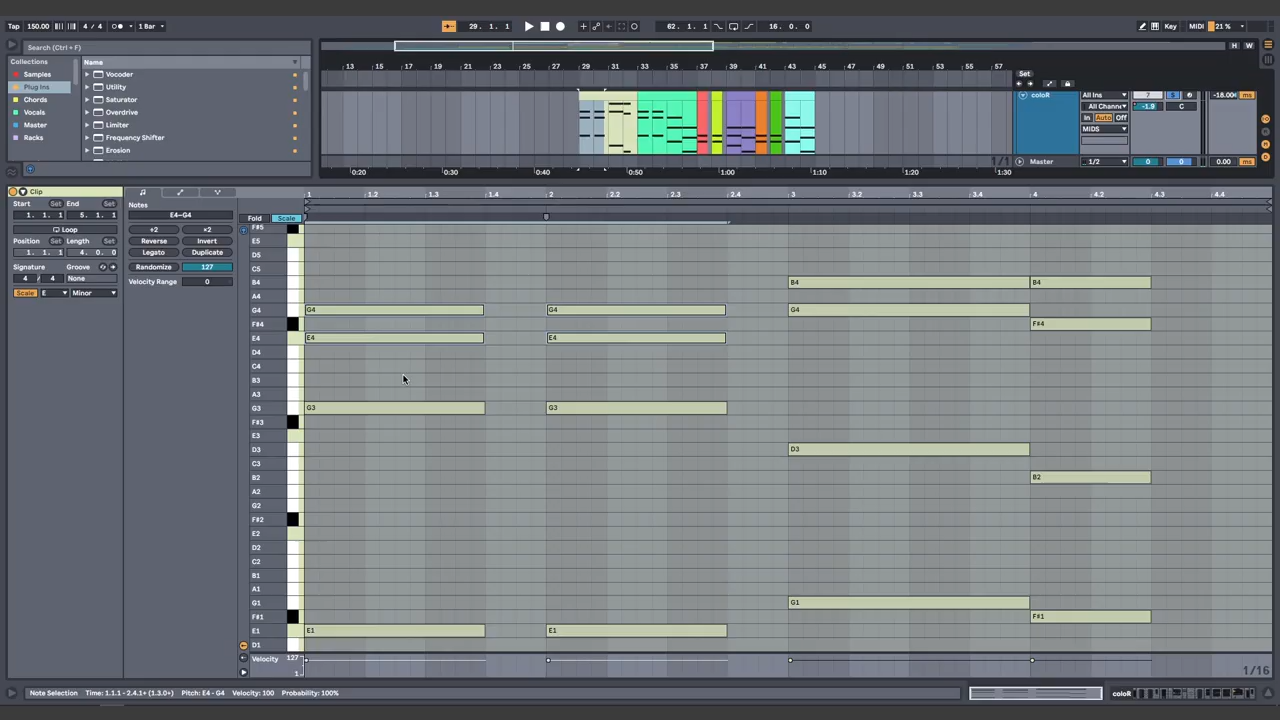 Tap 150.00 4 / 4 1 Bar 29. 1. 1 62. 1. 1 16. 0. 0 Key MIDI 21 %
Search (Ctrl + F) H W
Collections Name
Samples Vocoder
Plug Ins Utility
Chords Saturator
Vocals Overdrive
Master Limiter
Racks Frequency Shifter
Erosion
13 15 17 19 21 23 25 27 29 31 33 35 37 39 41 43 45 47 49 51 53 55 57
Set
coloR All Ins 7 S -18.00 ms
All Channe -1.9 C
In Auto Off
MIDS
1/1 Master 1/2 0 0 0.00 ms
0:20 0:30 0:40 0:50 1:00 1:10 1:20 1:30
Clip
Start Set End Set
1. 1. 1 5. 1. 1
Loop
Position Set Length Set
1. 1. 1 4. 0. 0
Signature Groove
4 / 4 None
Scale E Minor
Notes
E4-G4
÷2 ×2
Reverse Invert
Legato Duplicate
Randomize 127
Velocity Range 0
Fold Scale
1 1.2 1.3 1.4 2 2.2 2.3 2.4 3 3.2 3.3 3.4 4 4.2 4.3 4.4
F#5
E5
D5
C5
B4 B4 B4
A4
G4 G4 G4 G4
F#4 F#4
E4 E4 E4
D4
C4
B3
A3
G3 G3 G3
F#3
E3
D3 D3
C3
B2 B2
A2
G2
F#2
E2
D2
C2
B1
A1
G1 G1
F#1 F#1
E1 E1 E1
D1
Velocity 127
1 1/16
Note Selection Time: 1.1.1 - 2.4.1+ (1.3.0+) Pitch: E4 - G4 Velocity: 100 Probability: 100% coloR